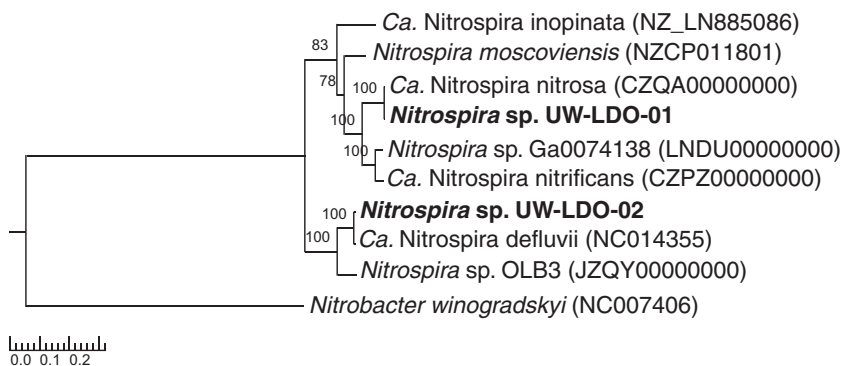 Ca. Nitrospira inopinata (NZ_LN885086)
83
Nitrospira moscoviensis (NZCP011801)
78
Ca. Nitrospira nitrosa (CZQA00000000)
100
Nitrospira sp. UW-LDO-01
100
Nitrospira sp. Ga0074138 (LNDU00000000)
100
Ca. Nitrospira nitrificans (CZPZ00000000)
Nitrospira sp. UW-LDO-02
100
Ca. Nitrospira defluvii (NC014355)
100
Nitrospira sp. OLB3 (JZQY00000000)
Nitrobacter winogradskyi (NC007406)
0.0 0.1 0.2